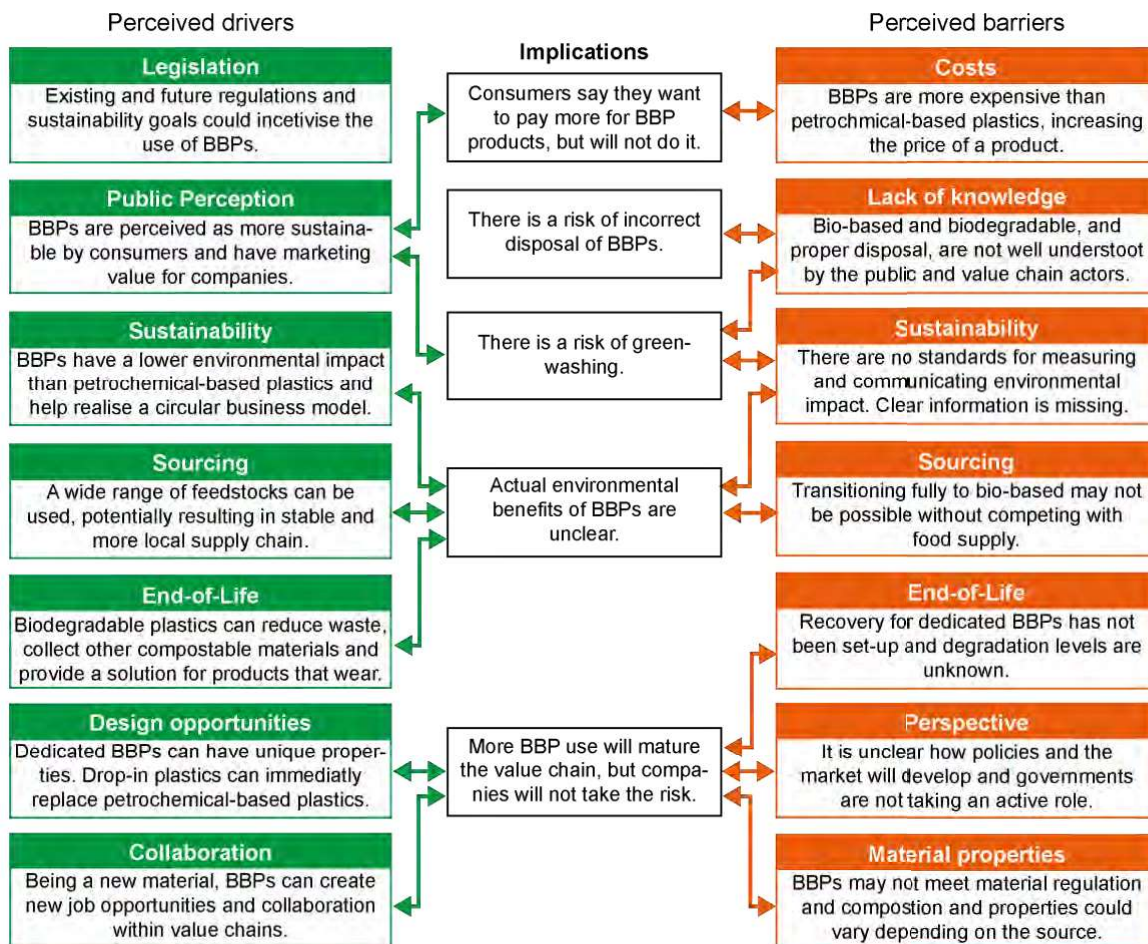 Perceived drivers
Legislation
Existing and future regulations and
sustainability goals could incetivise the
use of BBPs.
Public Perception
BBPs are perceived as more sustaina-
ble by consumers and have marketing
value for companies.
Sustainability
BBPs have a lower environmental impact
than petrochemical-based plastics and
help realise a circular business model.
Sourcing
A wide range of feedstocks can be
used, potentially resulting in stable and
more local supply chain.
End-of-Life
Biodegradable plastics can reduce waste,
collect other compostable materials and
provide a solution for products that wear.
Design opportunities
Dedicated BBPs can have unique proper-
ties. Drop-in plastics can immediatly
replace petrochemical-based plastics.
Collaboration
Being a new material, BBPs can create
new job opportunities and collaboration
within value chains.
Implications
Consumers say they want
to pay more for BBP
products, but will not do it.
There is a risk of incorrect
disposal of BBPs.
There is a risk of green-
washing.
Actual environmental
benefits of BBPs are
unclear.
More BBP use will mature
the value chain, but compa-
nies will not take the risk.
Perceived barriers
Costs
BBPs are more expensive than
petrochmical-based plastics, increasing
the price of a product.
Lack of knowledge
Bio-based and biodegradable, and
proper disposal, are not well understoot
by the public and value chain actors.
Sustainability
There are no standards for measuring
and communicating environmental
impact. Clear information is missing.
Sourcing
Transitioning fully to bio-based may not
be possible without competing with
food supply.
End-of-Life
Recovery for dedicated BBPs has not
been set-up and degradation levels are
unknown.
Perspective
It is unclear how policies and the
market will develop and governments
are not taking an active role.
Material properties
BBPs may not meet material regulation
and compostion and properties could
vary depending on the source.